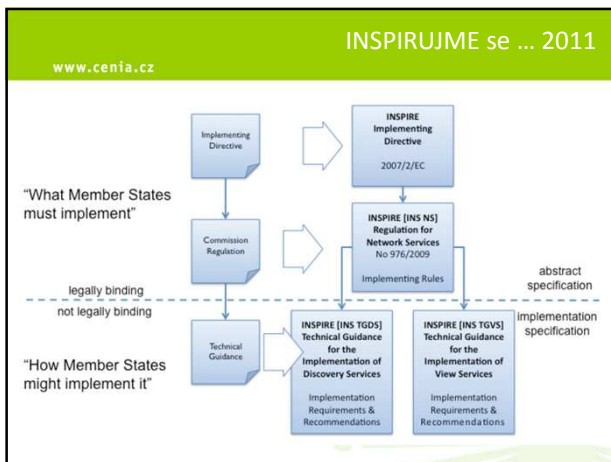 INSPIRUJME se ... 2011
www.cenia.cz
Implementing
Directive
INSPIRE
Implementing
Directive
2007/2/EC
"What Member States
must implement"
Commission
Regulation
INSPIRE [INS NS]
Regulation for
Network Services
No 976/2009
Implementing Rules
abstract
specification
legally binding
not legally binding
implementation
specification
Technical
Guidance
"How Member States
might implement it"
INSPIRE [INS TGDS]
Technical Guidance
for the
Implementation of
Discovery Services
Implementation
Requirements &
Recommendations
INSPIRE [INS TGVS]
Technical Guidance
for the
Implementation of
View Services
Implementation
Requirements &
Recommendations